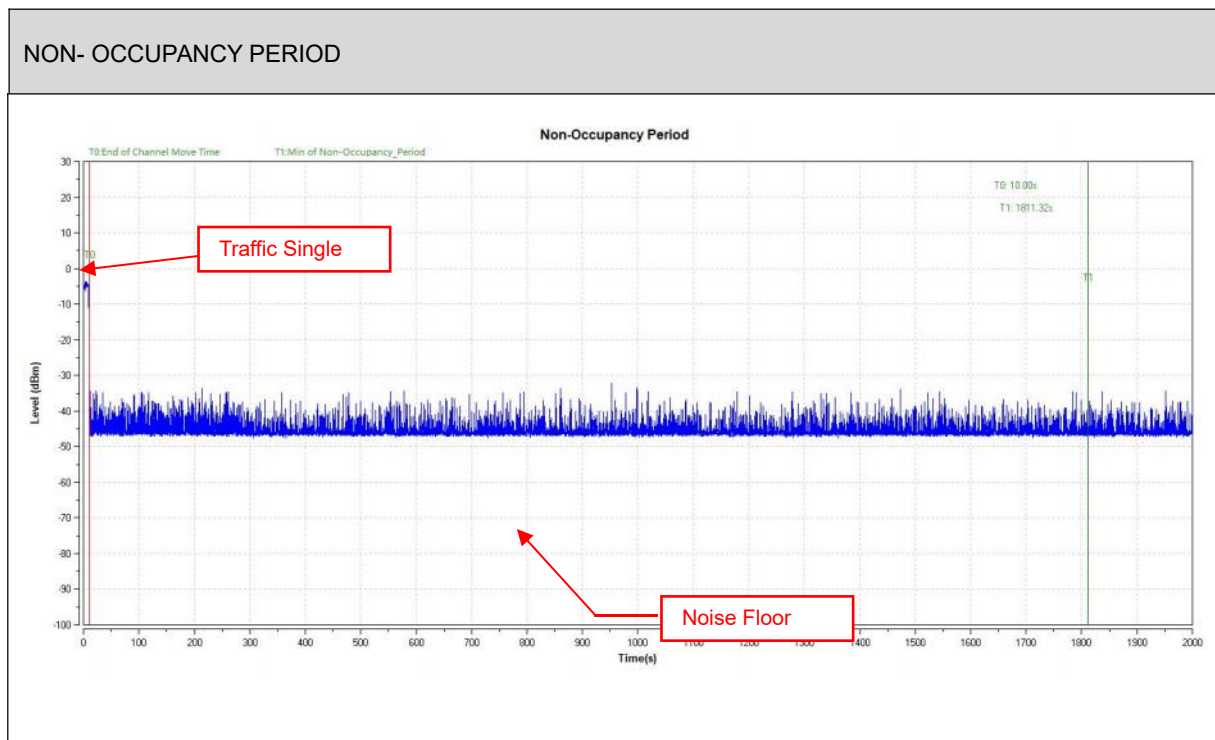 NON- OCCUPANCY PERIOD
Non-Occupancy Period
T0:End of Channel Move Time T1:Min of Non-Occupancy_Period
30
T0: 10.00s
20
T1: 1811.32s
10
Traffic Single
T0
0
T1
-10
-20
-30
Level (dBm)
-40
-50
-60
-70
-80
-90
Noise Floor
-100
0 100 200 300 400 500 600 700 800 900 1000 1100 1200 1300 1400 1500 1600 1700 1800 1900 2000
Time(s)